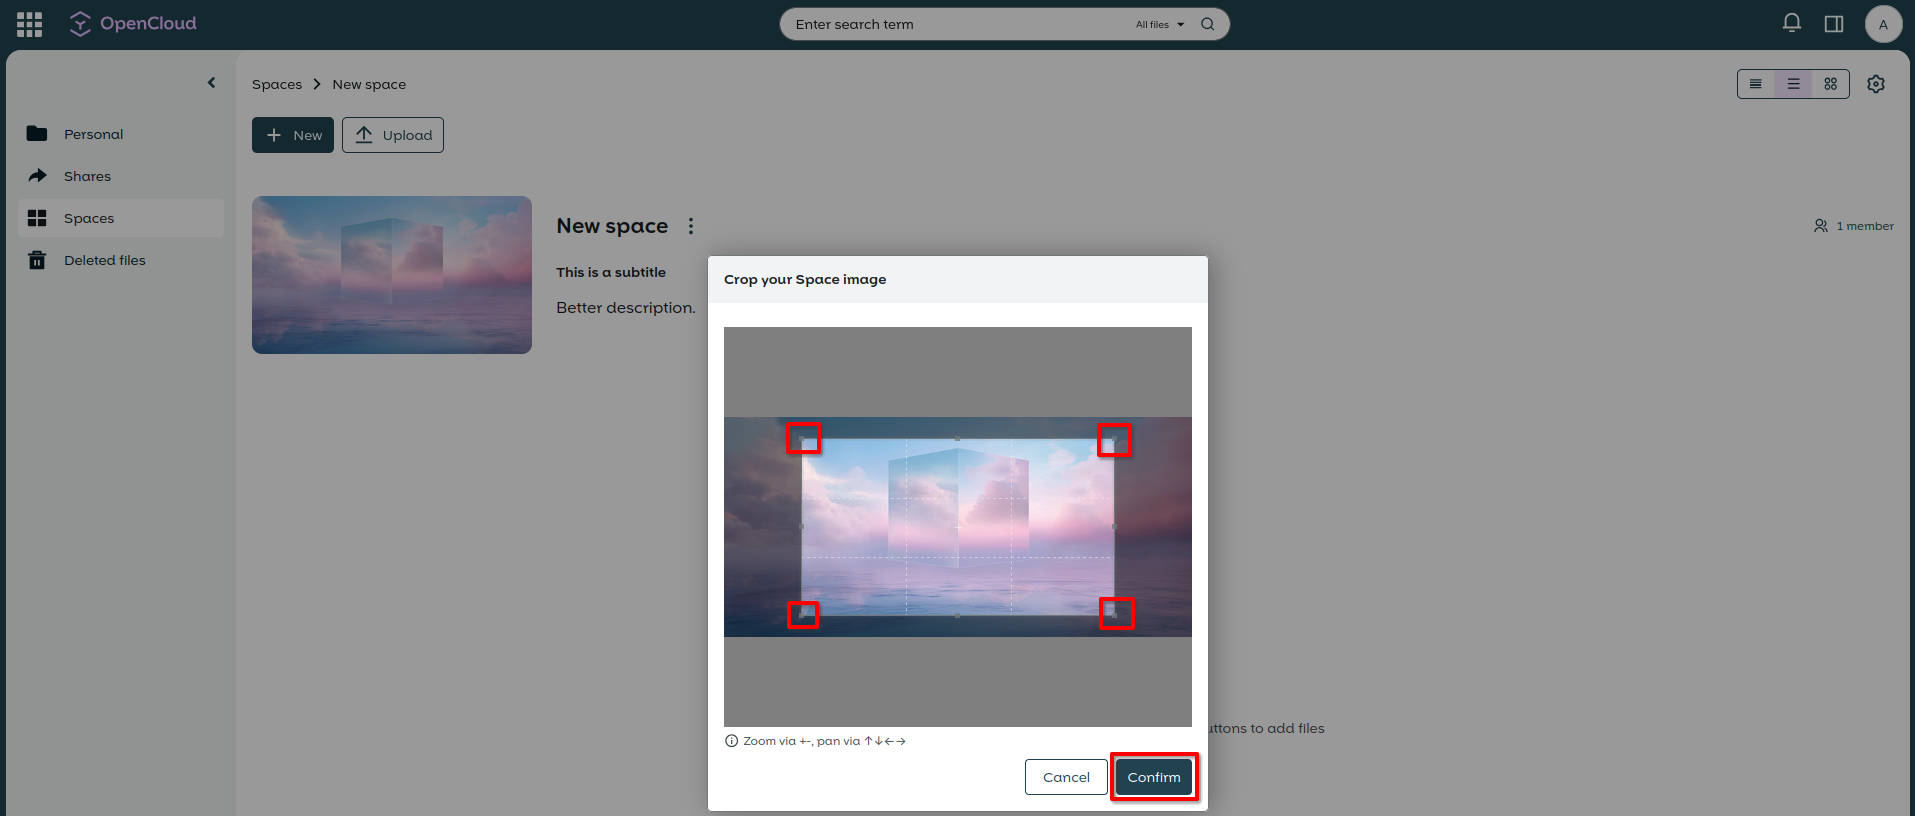 OpenCloud
Enter search term
All files
A
Spaces > New space
Personal
Shares
Spaces
Deleted files
+ New
Upload
New space
1 member
This is a subtitle
Better description.
Crop your Space image
Zoom via +-, pan via ↑↓←→
to add files
Cancel
Confirm